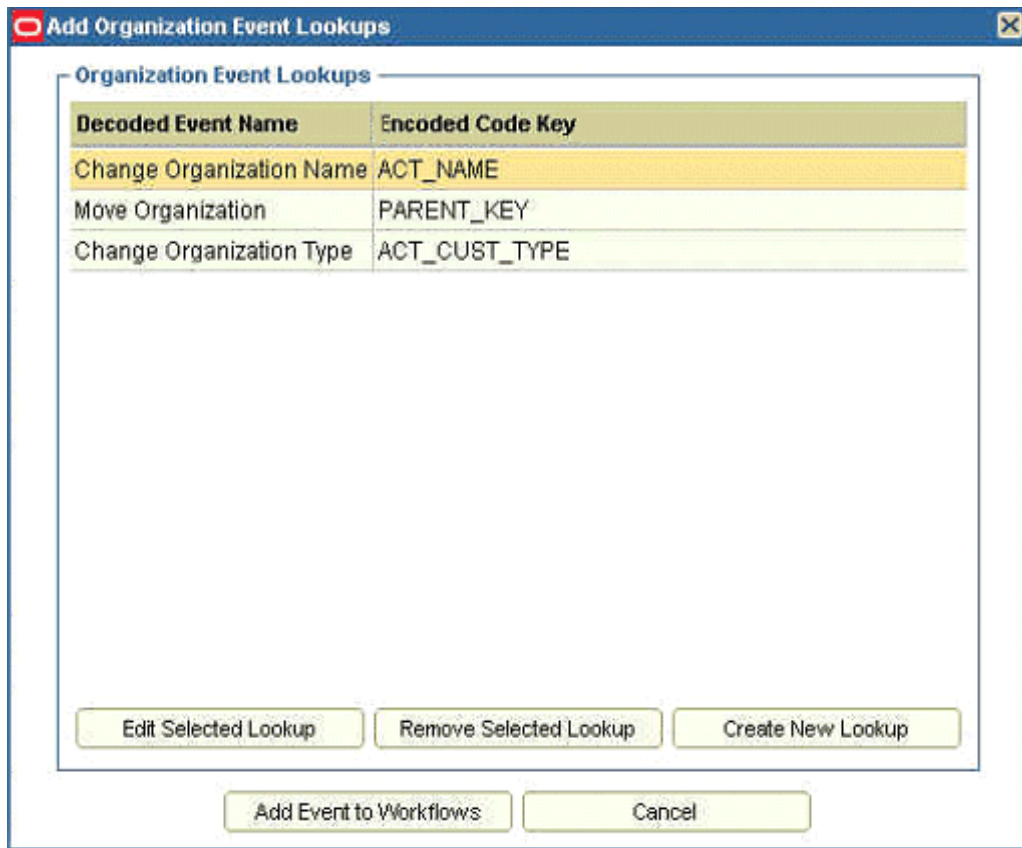 Add Organization Event Lookups
Organization Event Lookups
Decoded Event Name Encoded Code Key
Change Organization Name ACT_NAME
Move Organization PARENT_KEY
Change Organization Type ACT_CUST_TYPE
Edit Selected Lookup Remove Selected Lookup Create New Lookup
Add Event to Workflows Cancel